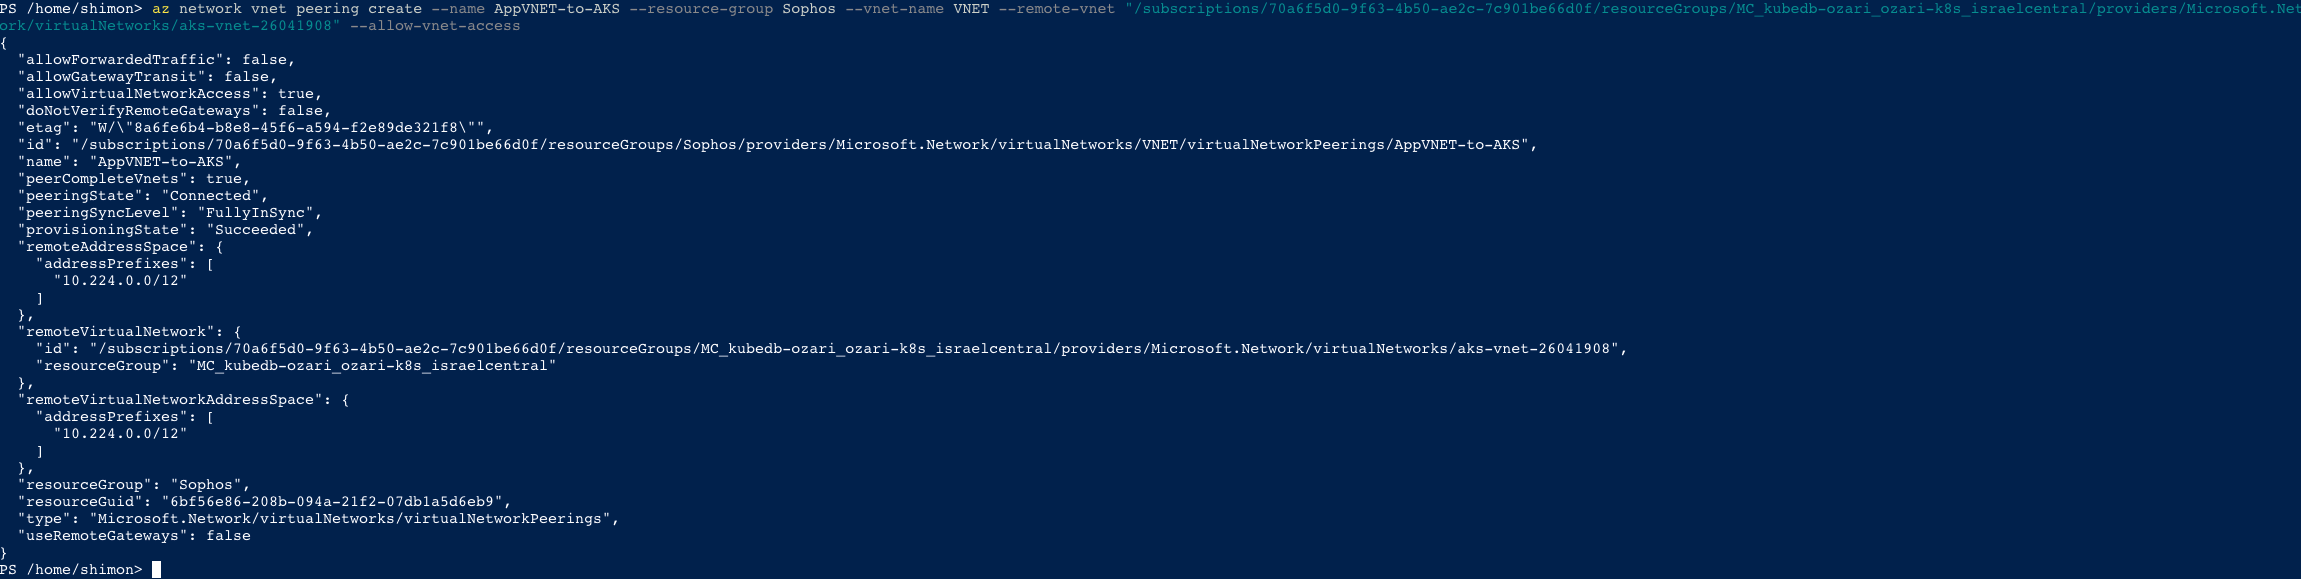 PS /home/shimon> az network vnet peering create --name AppVNET-to-AKS --resource-group Sophos --vnet-name VNET --remote-vnet "/subscriptions/70a6f5d0-9f63-4b50-ae2c-7c901be66d0f/resourceGroups/MC_kubedb-ozari_ozari-k8s_israelcentral/providers/Microsoft.Netw
ork/virtualNetworks/aks-vnet-26041908" --allow-vnet-access
{
  "allowForwardedTraffic": false,
  "allowGatewayTransit": false,
  "allowVirtualNetworkAccess": true,
  "doNotVerifyRemoteGateways": false,
  "etag": "W/\"8a6fe6b4-b8e8-45f6-a594-f2e89de321f8\"",
  "id": "/subscriptions/70a6f5d0-9f63-4b50-ae2c-7c901be66d0f/resourceGroups/Sophos/providers/Microsoft.Network/virtualNetworks/VNET/virtualNetworkPeerings/AppVNET-to-AKS",
  "name": "AppVNET-to-AKS",
  "peerCompleteVnets": true,
  "peeringState": "Connected",
  "peeringSyncLevel": "FullyInSync",
  "provisioningState": "Succeeded",
  "remoteAddressSpace": {
    "addressPrefixes": [
      "10.224.0.0/12"
    ]
  },
  "remoteVirtualNetwork": {
    "id": "/subscriptions/70a6f5d0-9f63-4b50-ae2c-7c901be66d0f/resourceGroups/MC_kubedb-ozari_ozari-k8s_israelcentral/providers/Microsoft.Network/virtualNetworks/aks-vnet-26041908",
    "resourceGroup": "MC_kubedb-ozari_ozari-k8s_israelcentral"
  },
  "remoteVirtualNetworkAddressSpace": {
    "addressPrefixes": [
      "10.224.0.0/12"
    ]
  },
  "resourceGroup": "Sophos",
  "resourceGuid": "6bf56e86-208b-094a-21f2-07db1a5d6eb9",
  "type": "Microsoft.Network/virtualNetworks/virtualNetworkPeerings",
  "useRemoteGateways": false
}
PS /home/shimon>